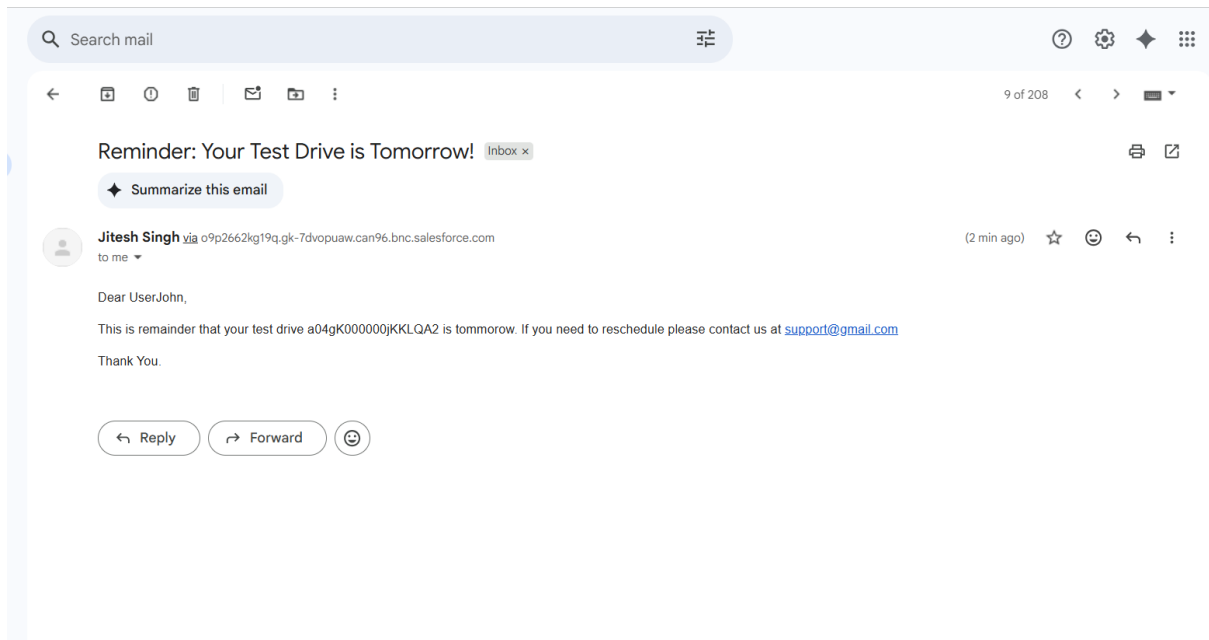 Search mail
9 of 208
Reminder: Your Test Drive is Tomorrow! Inbox ×
Summarize this email
Jitesh Singh via o9p2662kg19q.gk-7dvopuaw.can96.bnc.salesforce.com (2 min ago)
to me
Dear UserJohn,
This is remainder that your test drive a04gK000000jKKLQA2 is tommorow. If you need to reschedule please contact us at support@gmail.com
Thank You.
Reply Forward